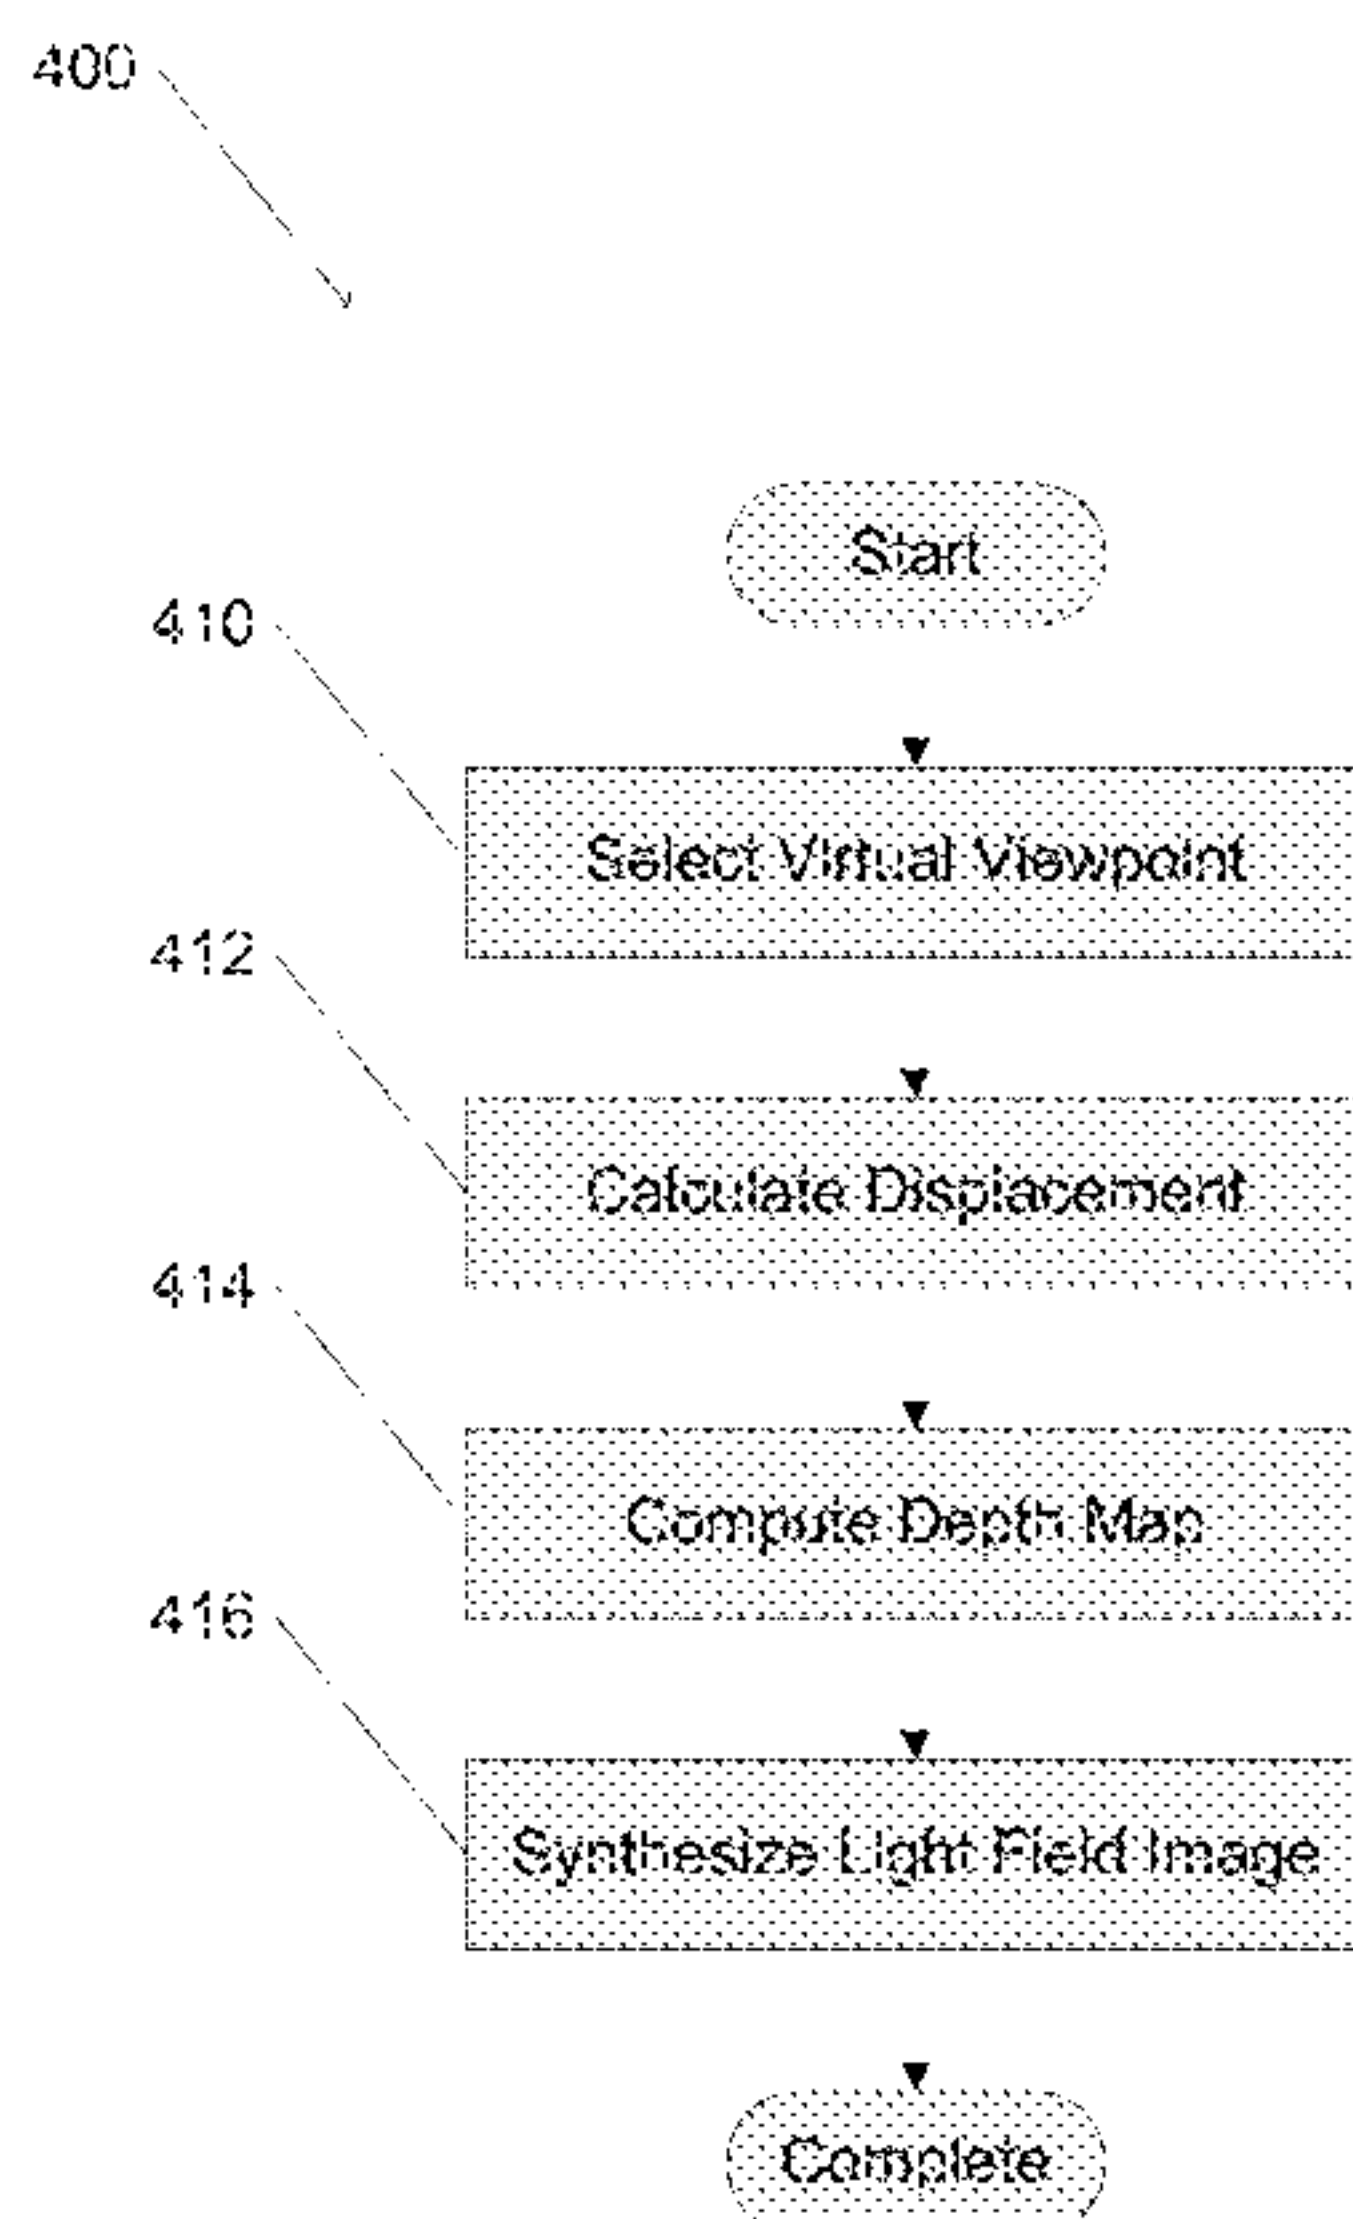 400
Start
410
Select Virtual Viewpoint
412
Calculate Displacement
414
Compute Depth Map
416
Synthesize Light Field Image
Complete